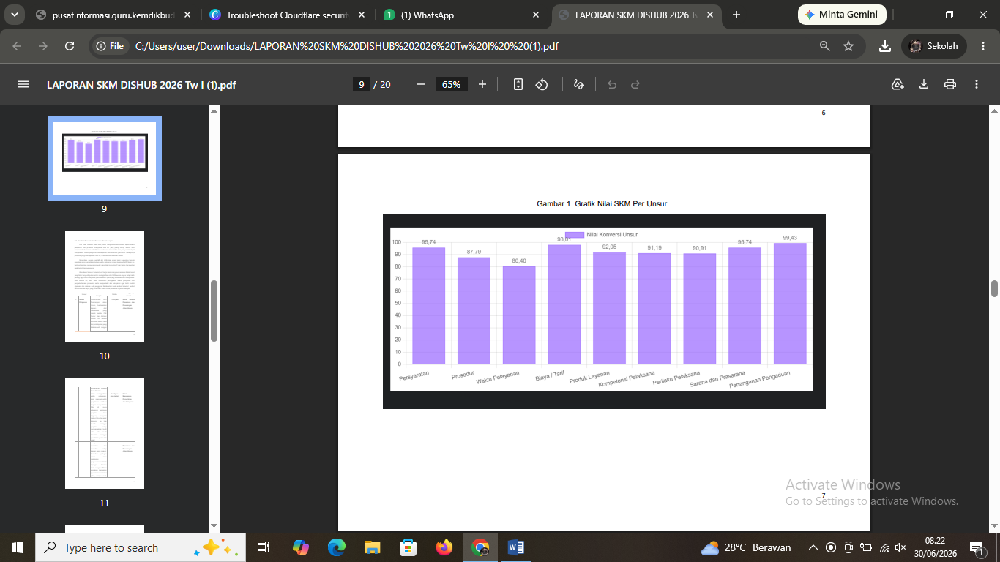 pusatinformasi.guru.kemdikbud
Troubleshoot Cloudflare securit
1
(1) WhatsApp
LAPORAN SKM DISHUB 2026 Tw
Minta Gemini
File
C:/Users/user/Downloads/LAPORAN%20SKM%20DISHUB%202026%20Tw%20I%20%20(1).pdf
Sekolah
LAPORAN SKM DISHUB 2026 Tw I (1).pdf
9 / 20
65%
9
10
11
6
Gambar 1. Grafik Nilai SKM Per Unsur
Nilai Konversi Unsur
100
90
80
70
60
50
40
30
20
10
0
95,74
87,79
80,40
98,01
92,05
91,19
90,91
95,74
99,43
Persyaratan
Prosedur
Waktu Pelayanan
Biaya / Tarif
Produk Layanan
Kompetensi Pelaksana
Perilaku Pelaksana
Sarana dan Prasarana
Penanganan Pengaduan
7
Activate Windows
Go to Settings to activate Windows.
Type here to search
28°C Berawan
08.22
30/06/2026
1